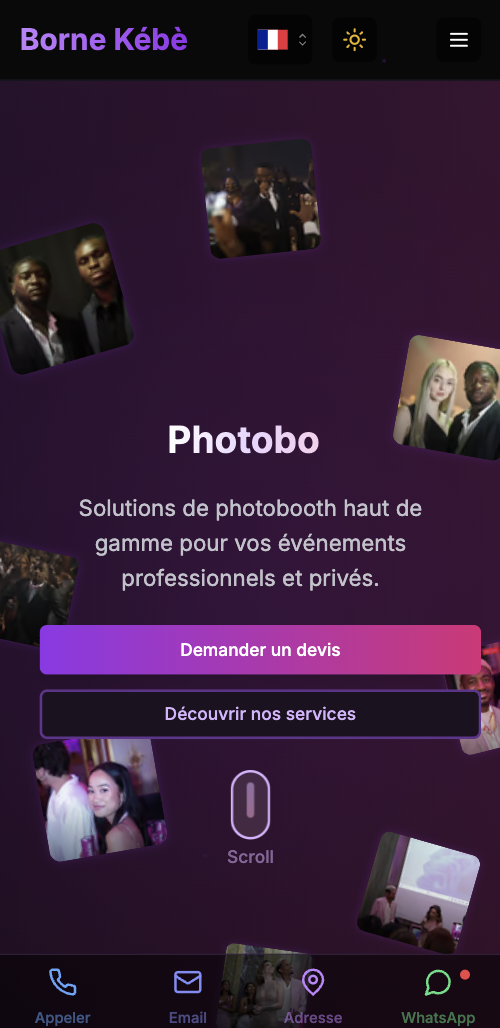 Borne Kébè
Photobo
Solutions de photobooth haut de
gamme pour vos événements
professionnels et privés.
Demander un devis
Découvrir nos services
Scroll
Appeler
Email
Adresse
WhatsApp